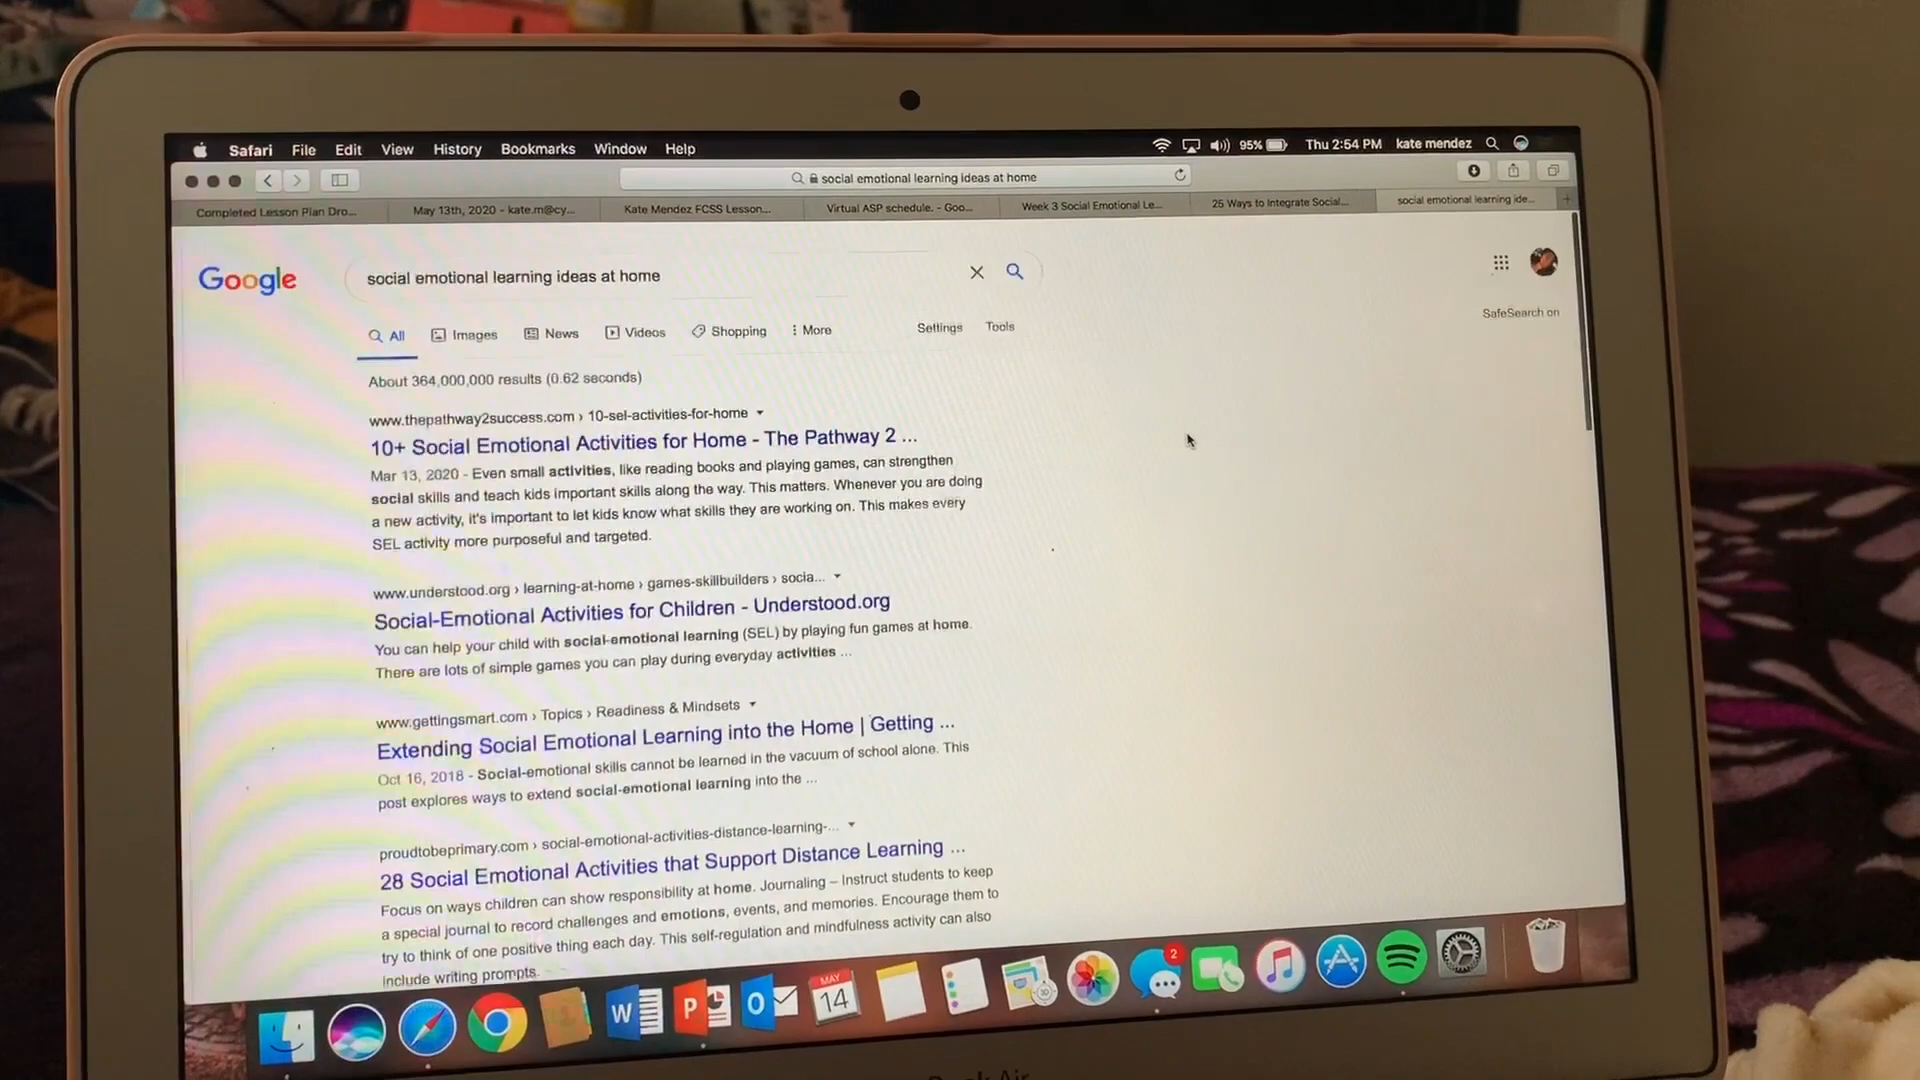 Safari File Edit View History Bookmarks Window Help 95% Thu 2:54 PM kate mendez
social emotional learning ideas at home
Completed Lesson Plan Dro... May 13th, 2020 - kate.m@cy... Kate Mendez FCSS Lesson... Virtual ASP schedule. - Goo... Week 3 Social Emotional Le... 25 Ways to Integrate Social... social emotional learning ide...
Google social emotional learning ideas at home
SafeSearch on
All Images News Videos Shopping More Settings Tools
About 364,000,000 results (0.62 seconds)
www.thepathway2success.com › 10-sel-activities-for-home
10+ Social Emotional Activities for Home - The Pathway 2 ...
Mar 13, 2020 - Even small activities, like reading books and playing games, can strengthen
social skills and teach kids important skills along the way. This matters. Whenever you are doing
a new activity, it's important to let kids know what skills they are working on. This makes every
SEL activity more purposeful and targeted.
www.understood.org › learning-at-home › games-skillbuilders › socia...
Social-Emotional Activities for Children - Understood.org
You can help your child with social-emotional learning (SEL) by playing fun games at home.
There are lots of simple games you can play during everyday activities ...
www.gettingsmart.com › Topics › Readiness & Mindsets
Extending Social Emotional Learning into the Home | Getting ...
Oct 16, 2018 - Social-emotional skills cannot be learned in the vacuum of school alone. This
post explores ways to extend social-emotional learning into the ...
proudtobeprimary.com › social-emotional-activities-distance-learning-...
28 Social Emotional Activities that Support Distance Learning ...
Focus on ways children can show responsibility at home. Journaling – Instruct students to keep
a special journal to record challenges and emotions, events, and memories. Encourage them to
try to think of one positive thing each day. This self-regulation and mindfulness activity can also
include writing prompts.
W P O MAY 14 2